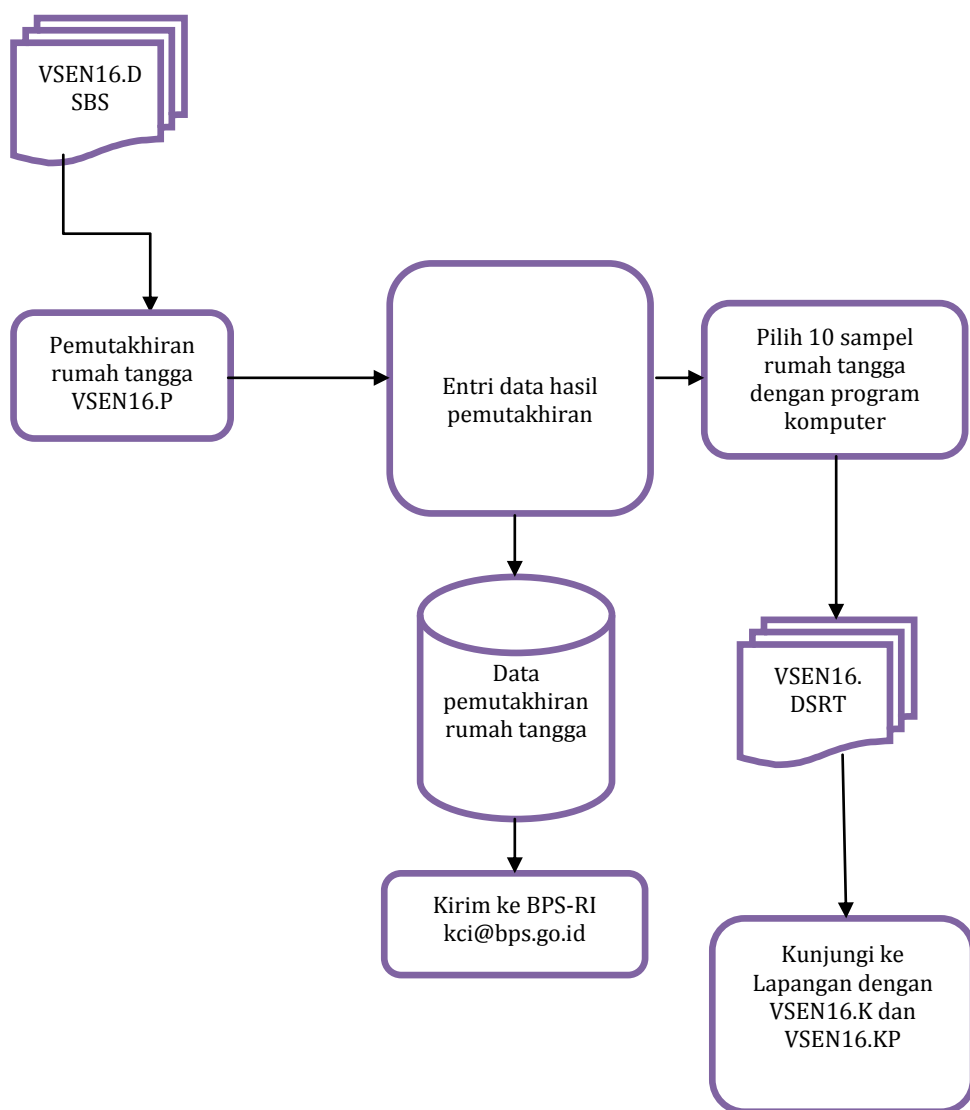 VSEN16.D
SBS
Pemutakhiran
rumah tangga
VSEN16.P
Entri data hasil
pemutakhiran
Pilih 10 sampel
rumah tangga
dengan program
komputer
Data
pemutakhiran
rumah tangga
VSEN16.
DSRT
Kirim ke BPS-RI
kci@bps.go.id
Kunjungi ke
Lapangan dengan
VSEN16.K dan
VSEN16.KP